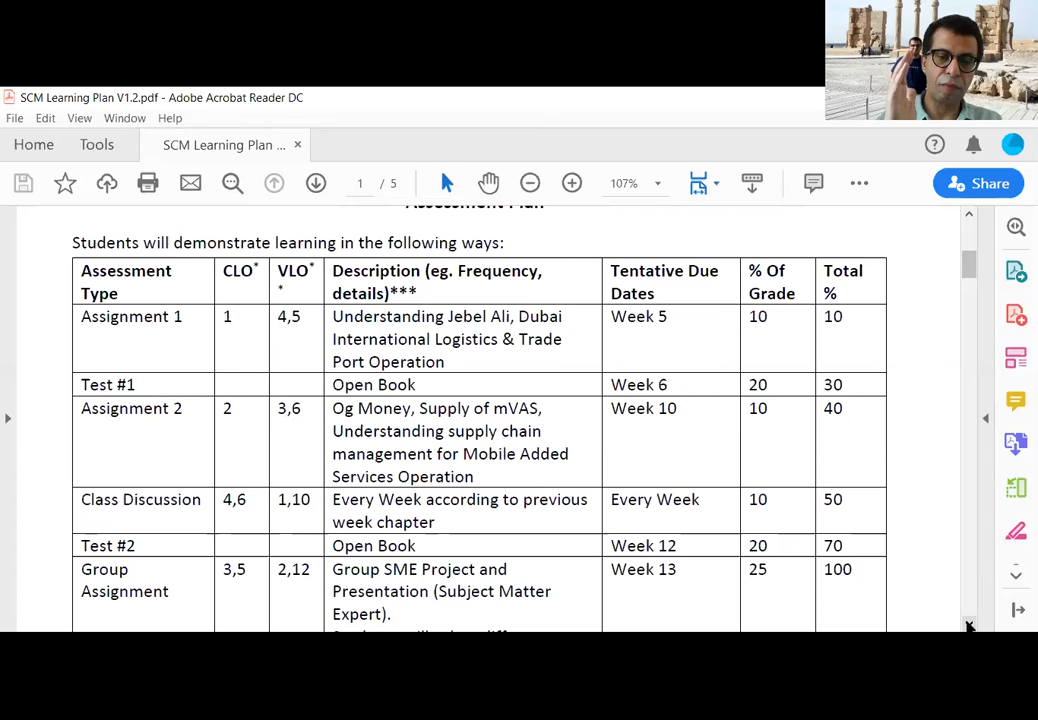 SCM Learning Plan V1.2.pdf - Adobe Acrobat Reader DC
File Edit View Window Help
Home Tools SCM Learning Plan ... ×
1 / 5 107% ••• Share
Assessment Plan
Students will demonstrate learning in the following ways:
Assessment CLO* VLO* Description (eg. Frequency, Tentative Due % Of Total
Type * details)*** Dates Grade %
Assignment 1 1 4,5 Understanding Jebel Ali, Dubai Week 5 10 10
International Logistics & Trade
Port Operation
Test #1 Open Book Week 6 20 30
Assignment 2 2 3,6 Og Money, Supply of mVAS, Week 10 10 40
Understanding supply chain
management for Mobile Added
Services Operation
Class Discussion 4,6 1,10 Every Week according to previous Every Week 10 50
week chapter
Test #2 Open Book Week 12 20 70
Group 3,5 2,12 Group SME Project and Week 13 25 100
Assignment Presentation (Subject Matter
Expert).